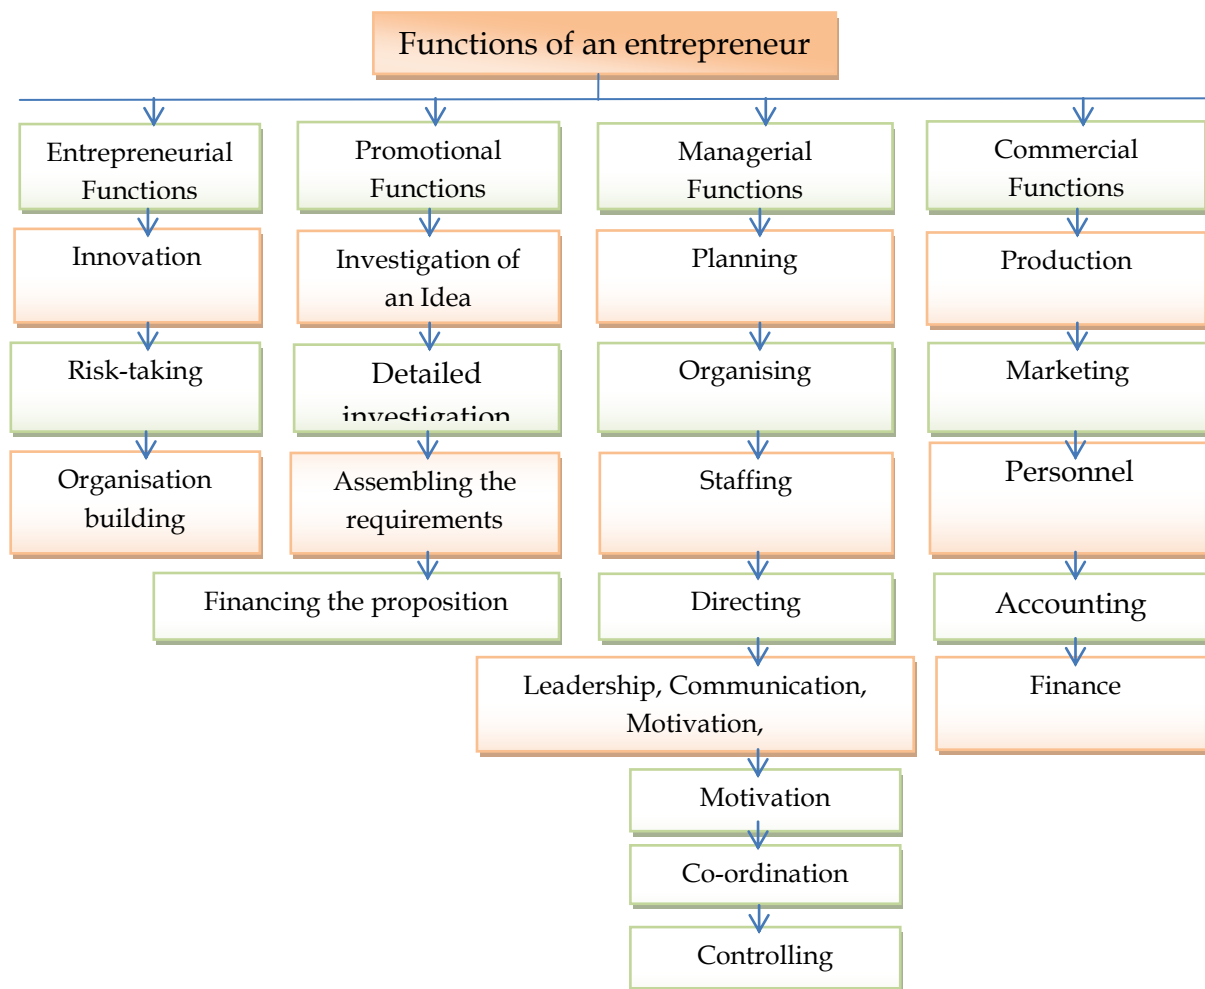 Functions of an entrepreneur
Entrepreneurial
Functions
Promotional
Functions
Managerial
Functions
Commercial
Functions
Innovation
Investigation of
an Idea
Planning
Production
Risk-taking
Detailed
investigation
Organising
Marketing
Organisation
building
Assembling the
requirements
Staffing
Personnel
Financing the proposition
Directing
Accounting
Leadership, Communication,
Motivation,
Finance
Motivation
Co-ordination
Controlling